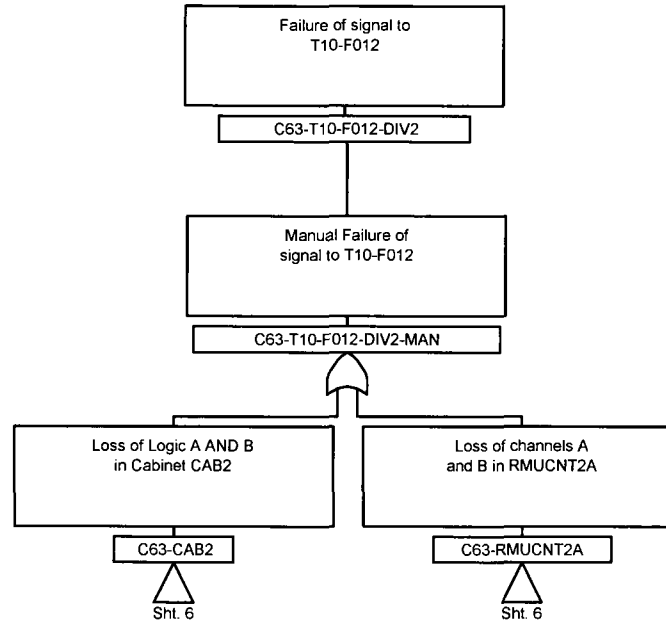 Failure of signal to
T10-F012
C63-T10-F012-DIV2
Manual Failure of
signal to T10-F012
C63-T10-F012-DIV2-MAN
Loss of Logic A AND B
in Cabinet CAB2
C63-CAB2
Sht. 6
Loss of channels A
and B in RMUCNT2A
C63-RMUCNT2A
Sht. 6